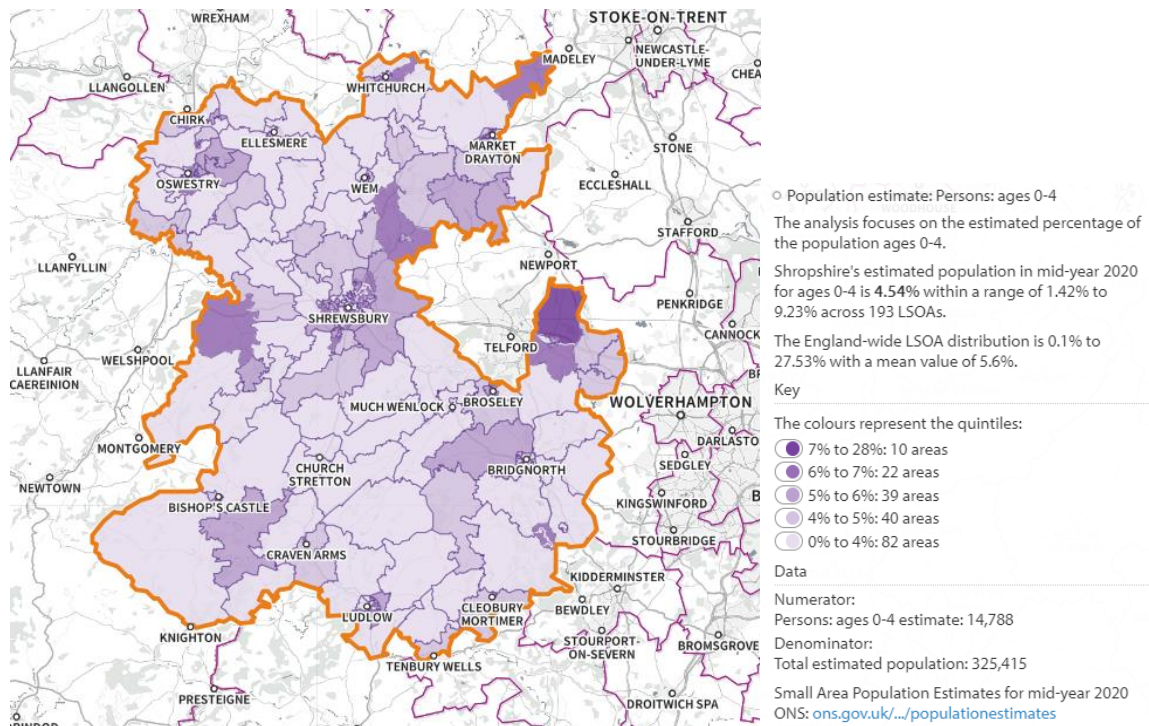 WREXHAM
STOKE-ON-TRENT
MADELEY
NEWCASTLE-
UNDER-LYME
CHEA
LLANGOLLEN
WHITCHURCH
CHIRK
ELLESMERE
MARKET
DRAYTON
STONE
OSWESTRY
WEM
ECCLESHALL
STAFFORD
LLANFYLLIN
NEWPORT
PENKRIDGE
SHREWSBURY
CANNOCK
TELFORD
WELSHPOOL
LLANFAIR
CAEREINION
MUCH WENLOCK
BROSELEY
WOLVERHAMPTON
DARLASTO
MONTGOMERY
SEDGLEY
CHURCH
STRETTON
BRIDGNORTH
NEWTOWN
KINGSWINFORD
B
BISHOP'S CASTLE
STOURBRIDGE
CRAVEN ARMS
KIDDERMINSTER
LUDLOW
CLEOBURY
MORTIMER
BEWDLEY
KNIGHTON
STOURPORT-
ON-SEVERN
BROMSGROVE
TENBURY WELLS
PRESTEIGNE
DROITWICH SPA
Population estimate: Persons: ages 0-4
The analysis focuses on the estimated percentage of
the population ages 0-4.
Shropshire's estimated population in mid-year 2020
for ages 0-4 is 4.54% within a range of 1.42% to
9.23% across 193 LSOAs.
The England-wide LSOA distribution is 0.1% to
27.53% with a mean value of 5.6%.
Key
The colours represent the quintiles:
7% to 28%: 10 areas
6% to 7%: 22 areas
5% to 6%: 39 areas
4% to 5%: 40 areas
0% to 4%: 82 areas
Data
Numerator:
Persons: ages 0-4 estimate: 14,788
Denominator:
Total estimated population: 325,415
Small Area Population Estimates for mid-year 2020
ONS: ons.gov.uk/.../populationestimates